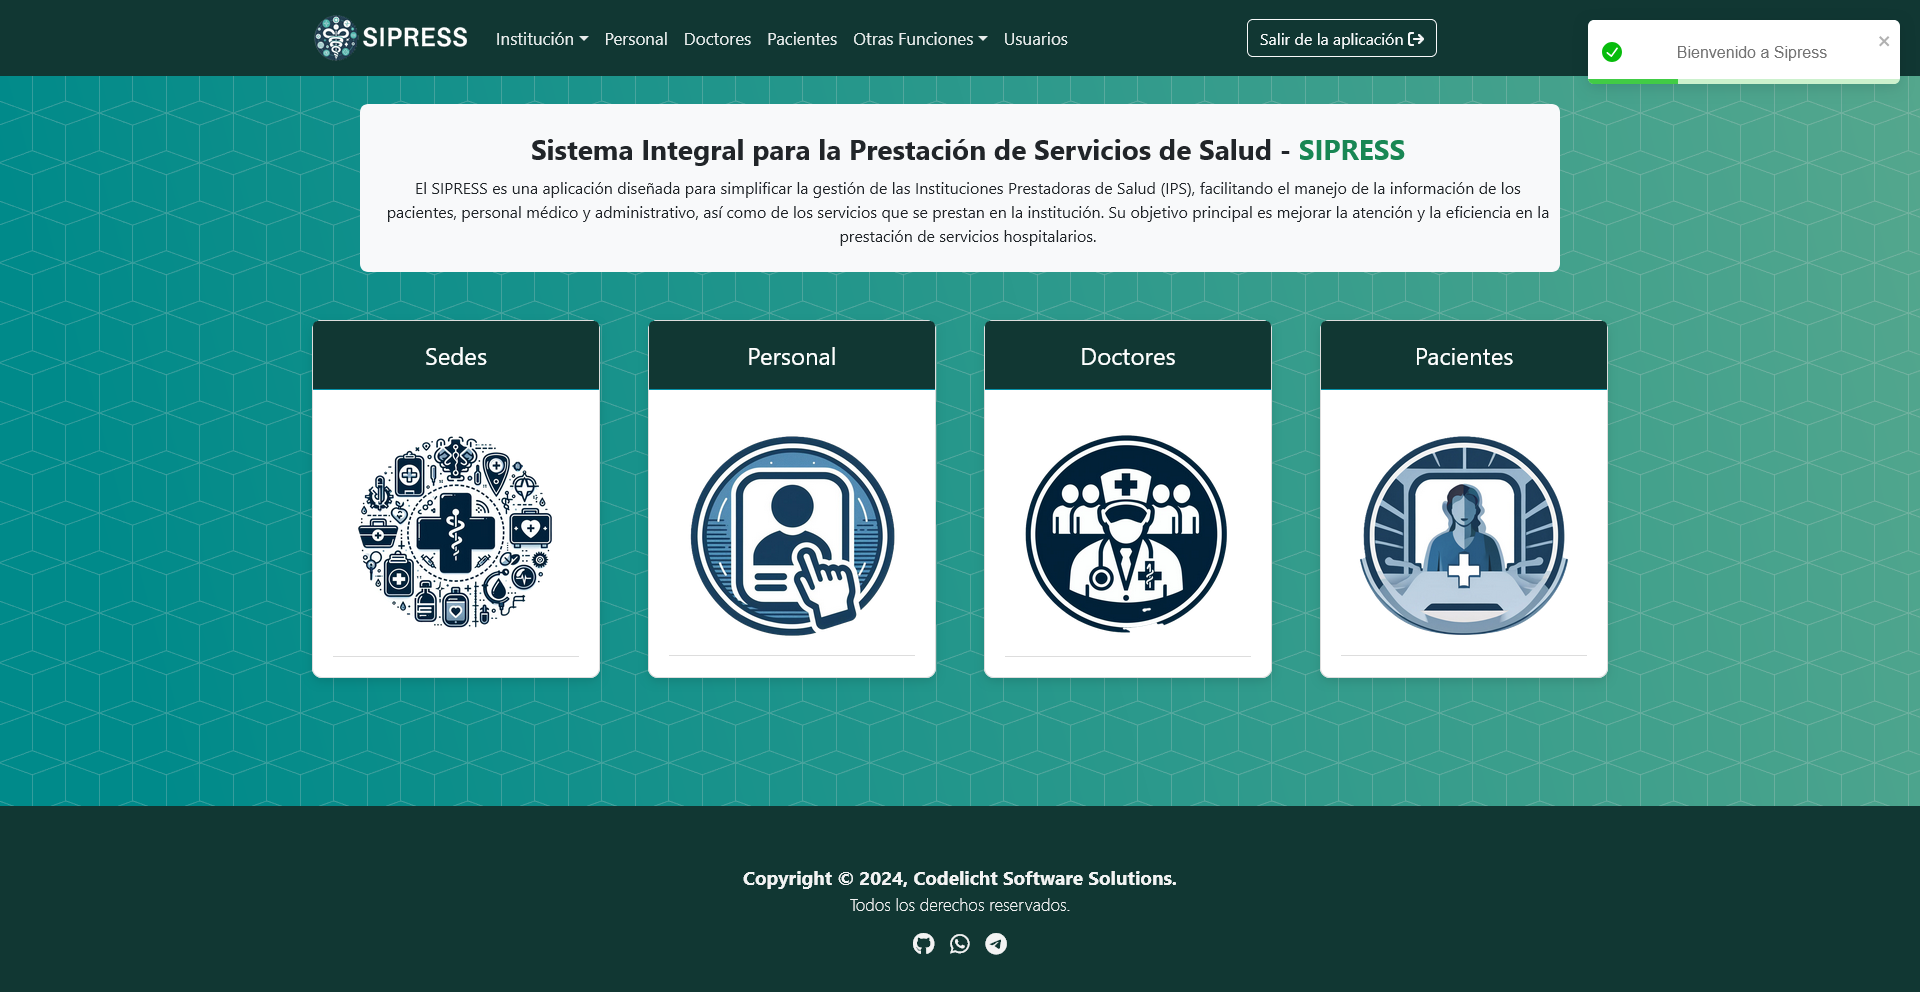 SIPRESS
Institución
Personal
Doctores
Pacientes
Otras Funciones
Usuarios
Salir de la aplicación
Bienvenido a Sipress
Sistema Integral para la Prestación de Servicios de Salud - SIPRESS
El SIPRESS es una aplicación diseñada para simplificar la gestión de las Instituciones Prestadoras de Salud (IPS), facilitando el manejo de la información de los
pacientes, personal médico y administrativo, así como de los servicios que se prestan en la institución. Su objetivo principal es mejorar la atención y la eficiencia en la
prestación de servicios hospitalarios.
Sedes
Personal
Doctores
Pacientes
Copyright © 2024, Codelicht Software Solutions.
Todos los derechos reservados.